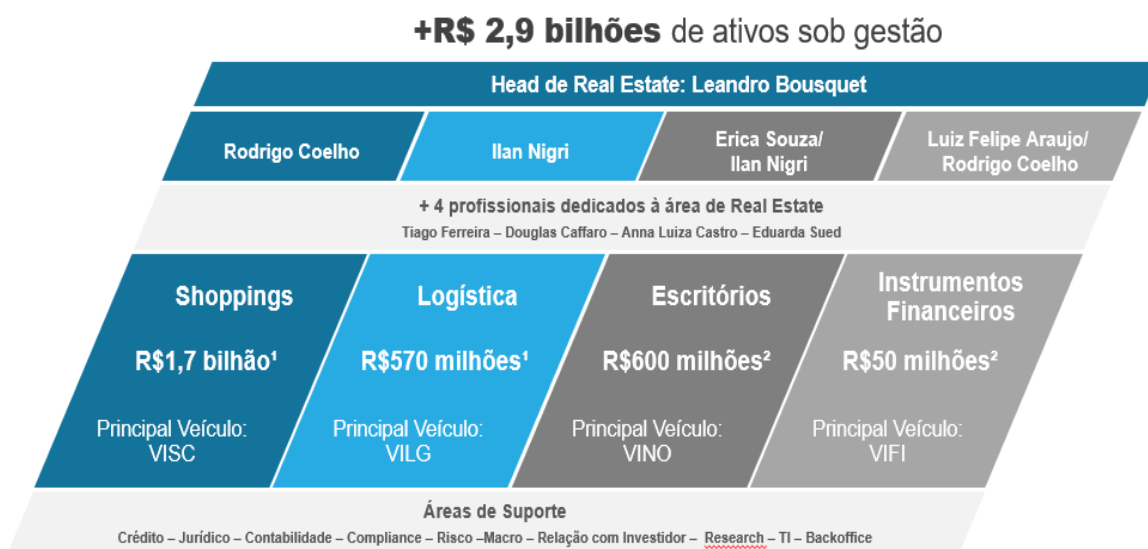 +R$ 2,9 bilhões de ativos sob gestão
Head de Real Estate: Leandro Bousquet
Rodrigo Coelho
Ilan Nigri
Erica Souza/
Ilan Nigri
Luiz Felipe Araujo/
Rodrigo Coelho
+ 4 profissionais dedicados à área de Real Estate
Tiago Ferreira – Douglas Caffaro – Anna Luiza Castro – Eduarda Sued
Shoppings
R$1,7 bilhão¹
Principal Veículo:
VISC
Logística
R$570 milhões¹
Principal Veículo:
VILG
Escritórios
R$600 milhões²
Principal Veículo:
VINO
Instrumentos
Financeiros
R$50 milhões²
Principal Veículo:
VIFI
Áreas de Suporte
Crédito – Jurídico – Contabilidade – Compliance – Risco –Macro – Relação com Investidor – Research – TI – Backoffice